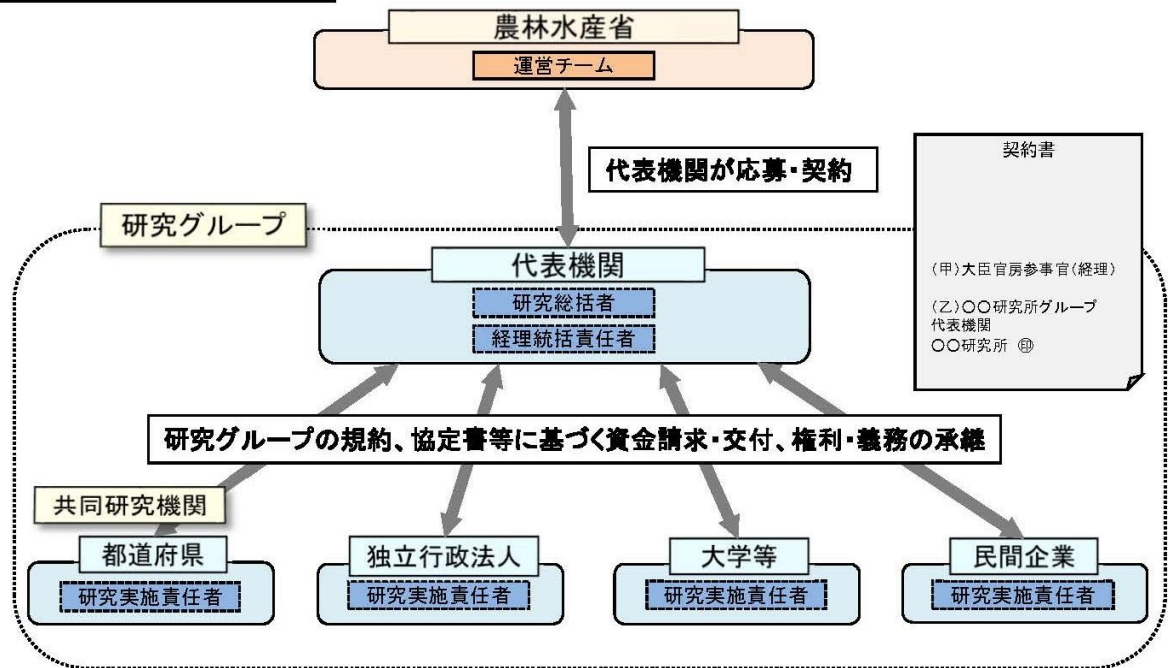 農林水産省
運営チーム
代表機関が応募・契約
契約書
(甲)大臣官房参事官(経理)
(乙)〇〇研究所グループ
代表機関
〇〇研究所 ㊞
研究グループ
代表機関
研究総括者
経理統括責任者
研究グループの規約、協定書等に基づく資金請求・交付、権利・義務の承継
共同研究機関
都道府県
研究実施責任者
独立行政法人
研究実施責任者
大学等
研究実施責任者
民間企業
研究実施責任者